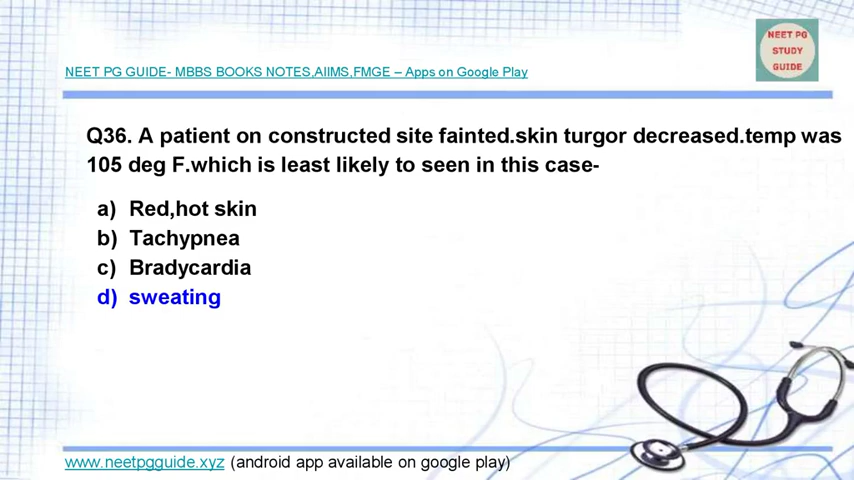 NEET PG
STUDY
GUIDE
NEET PG GUIDE- MBBS BOOKS NOTES,AIIMS,FMGE – Apps on Google Play
Q36. A patient on constructed site fainted.skin turgor decreased.temp was
105 deg F.which is least likely to seen in this case-
a) Red,hot skin
b) Tachypnea
c) Bradycardia
d) sweating
www.neetpgguide.xyz (android app available on google play)